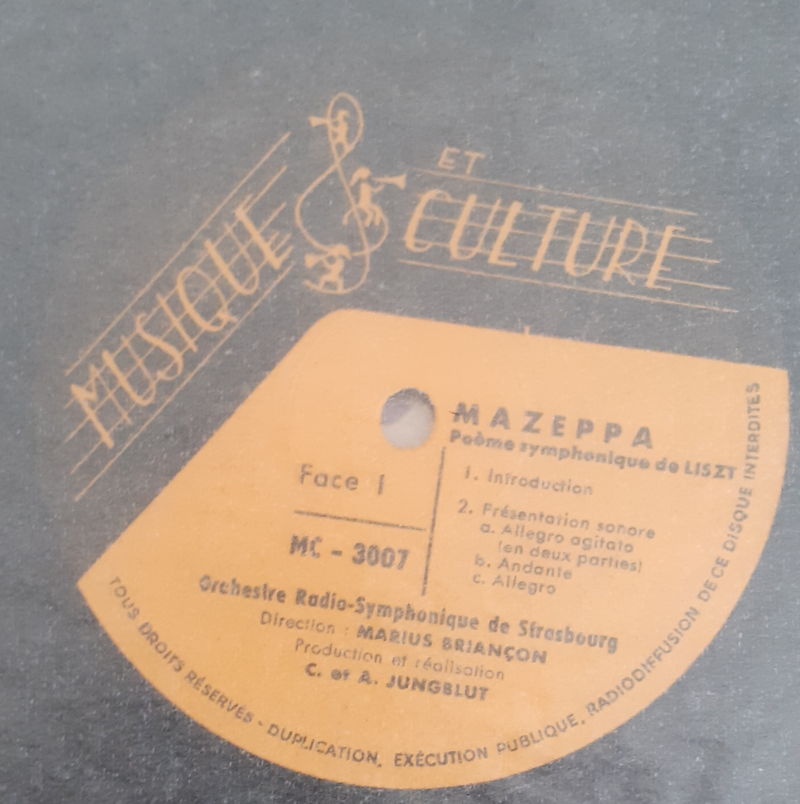 MUSIQUE
ET
CULTURE
MAZEPPA
Poème symphonique de LISZT
Face 1
1. Introduction
2. Présentation sonore
a. Allegro agitato
(en deux parties)
b. Andante
c. Allegro
MC - 3007
Orchestre Radio-Symphonique de Strasbourg
Direction : MARIUS BRIANÇON
Production et réalisation
C. et A. JUNGBLUT
TOUS DROITS RÉSERVÉS - DUPLICATION, EXÉCUTION PUBLIQUE, RADIODIFFUSION DE CE DISQUE INTERDITES